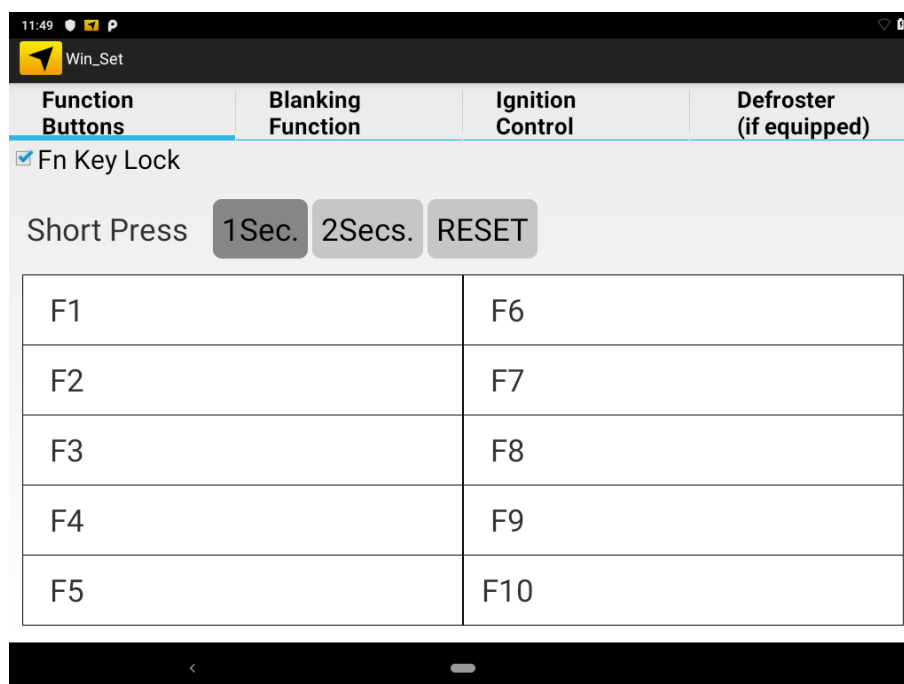 11:49
Win_Set
Function Buttons
Blanking Function
Ignition Control
Defroster (if equipped)
Fn Key Lock
Short Press 1Sec. 2Secs. RESET
F1 F6
F2 F7
F3 F8
F4 F9
F5 F10